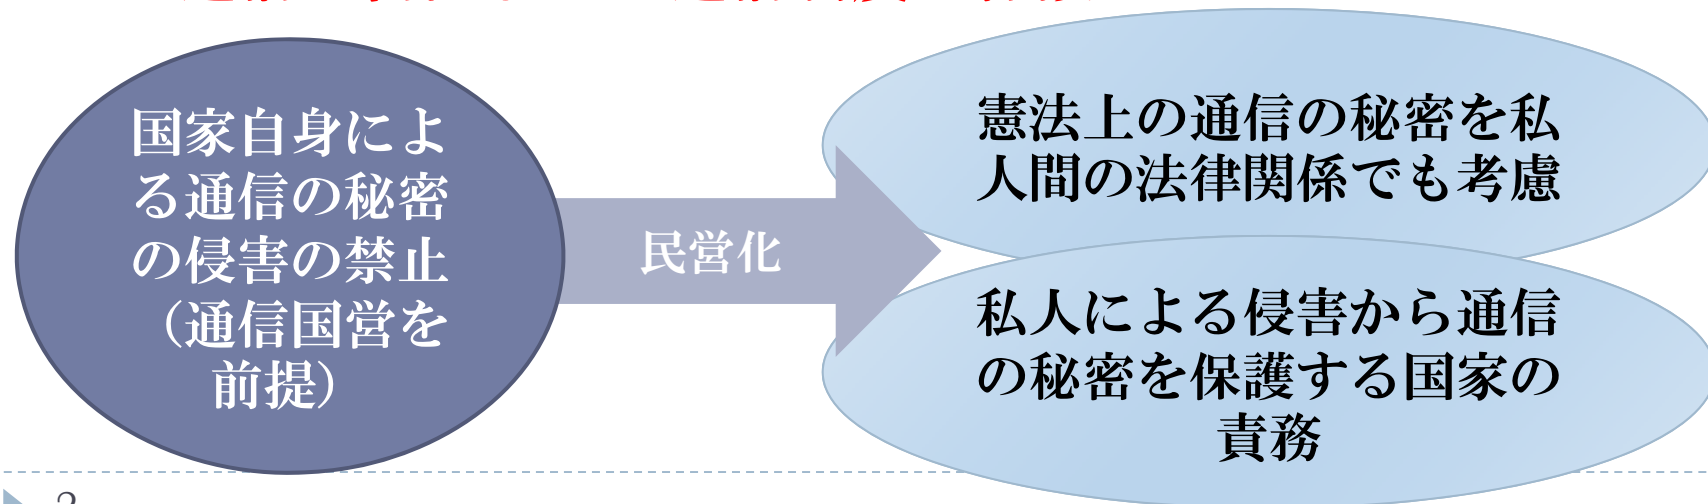 国家自身によ
る通信の秘密
の侵害の禁止
（通信国営を
前提）
民営化
憲法上の通信の秘密を私
人間の法律関係でも考慮
私人による侵害から通信
の秘密を保護する国家の
責務